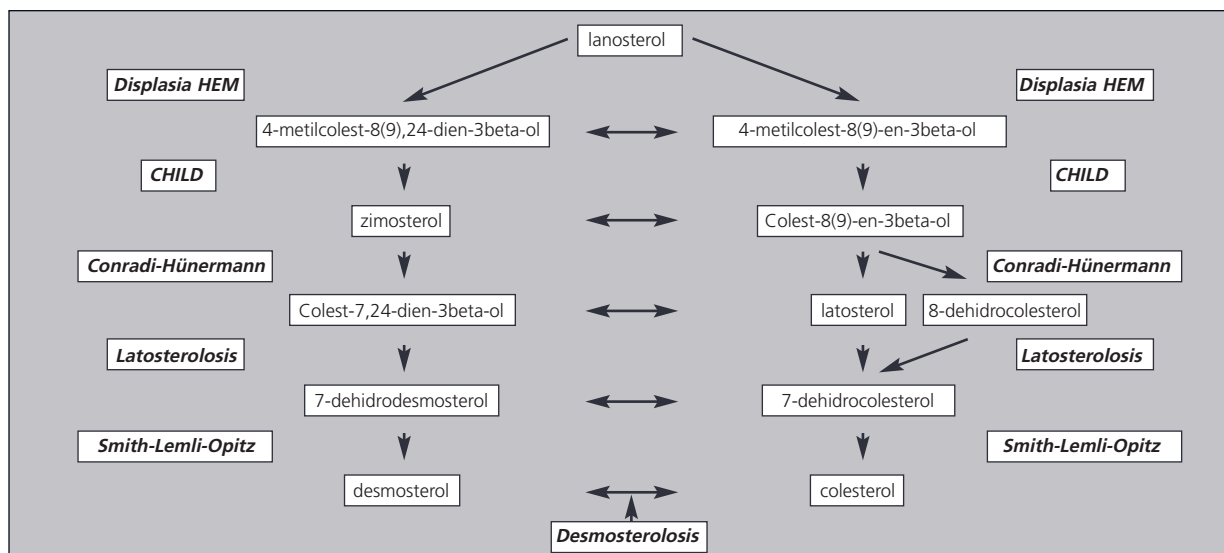 lanosterol
Displasia HEM
Displasia HEM
4-metilcolest-8(9),24-dien-3beta-ol
4-metilcolest-8(9)-en-3beta-ol
CHILD
CHILD
zimosterol
Colest-8(9)-en-3beta-ol
Conradi-Hünermann
Conradi-Hünermann
Colest-7,24-dien-3beta-ol
latosterol
8-dehidrocolesterol
Latosterolosis
Latosterolosis
7-dehidrodesmosterol
7-dehidrocolesterol
Smith-Lemli-Opitz
Smith-Lemli-Opitz
desmosterol
colesterol
Desmosterolosis